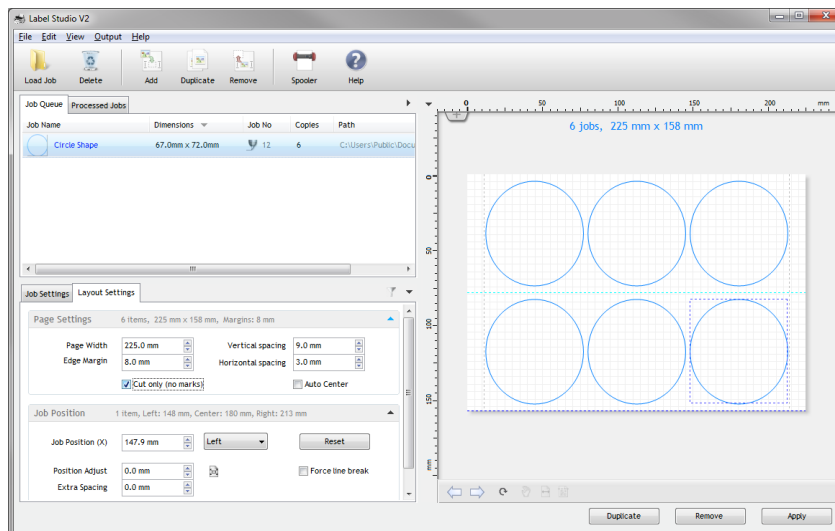 Label Studio V2
File Edit View Output Help
Load Job Delete Add Duplicate Remove Spooler Help
Job Queue Processed Jobs
Job Name Dimensions Job No Copies Path
Circle Shape 67.0mm x 72.0mm 12 6 C:\Users\Public\Docu
0 50 100 150 200 mm
6 jobs, 225 mm x 158 mm
0
50
100
150
mm
Job Settings Layout Settings
Page Settings 6 items, 225 mm x 158 mm, Margins: 8 mm
Page Width 225.0 mm Vertical spacing 9.0 mm
Edge Margin 8.0 mm Horizontal spacing 3.0 mm
Cut only (no marks) Auto Center
Job Position 1 item, Left: 148 mm, Center: 180 mm, Right: 213 mm
Job Position (X) 147.9 mm Left Reset
Position Adjust 0.0 mm Force line break
Extra Spacing 0.0 mm
Duplicate Remove Apply